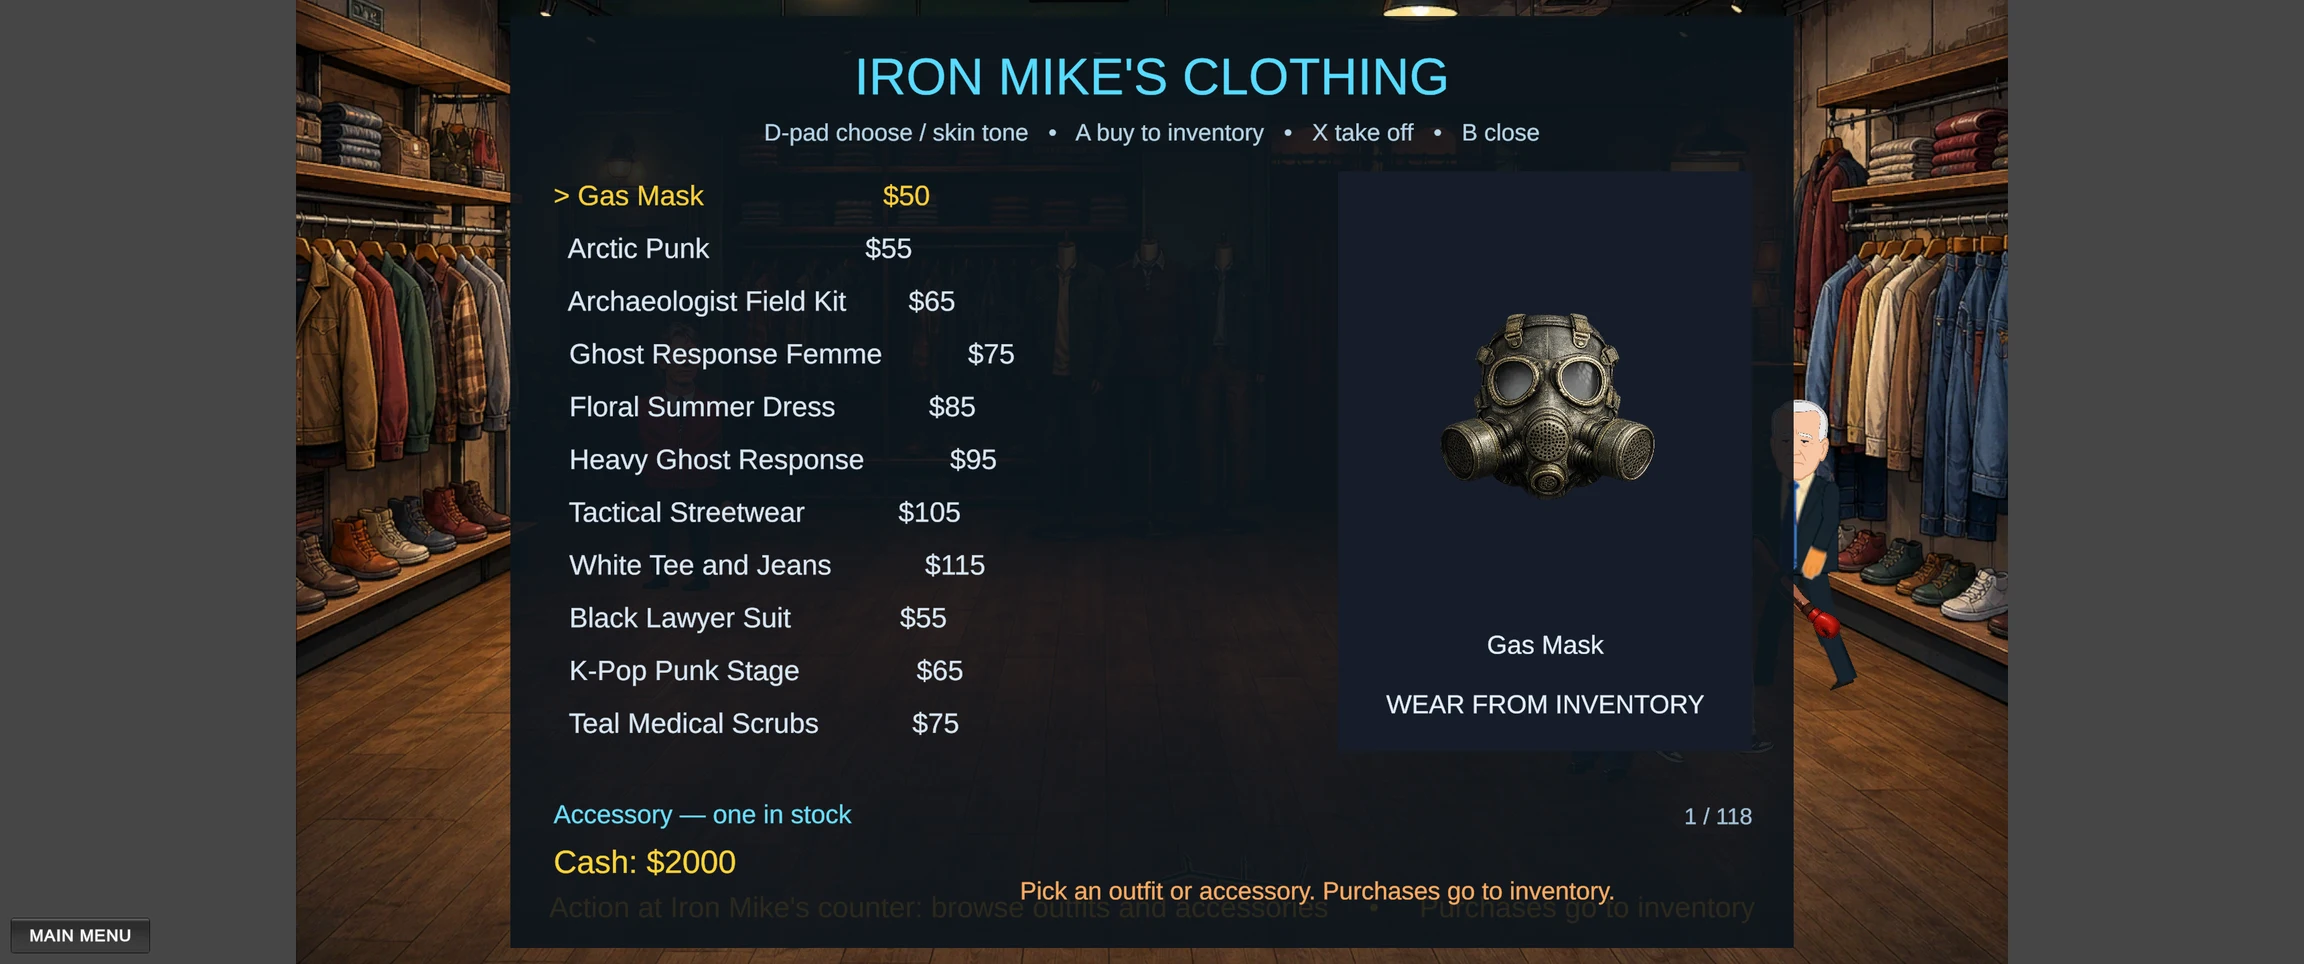 IRON MIKE'S CLOTHING
D-pad choose / skin tone • A buy to inventory • X take off • B close
> Gas Mask $50
Arctic Punk $55
Archaeologist Field Kit $65
Ghost Response Femme $75
Floral Summer Dress $85
Heavy Ghost Response $95
Tactical Streetwear $105
White Tee and Jeans $115
Black Lawyer Suit $55
K-Pop Punk Stage $65
Teal Medical Scrubs $75
Gas Mask
WEAR FROM INVENTORY
Accessory — one in stock
1 / 118
Cash: $2000
Pick an outfit or accessory. Purchases go to inventory.
Action at Iron Mike's counter: browse outfits and accessories • Purchases go to inventory
MAIN MENU